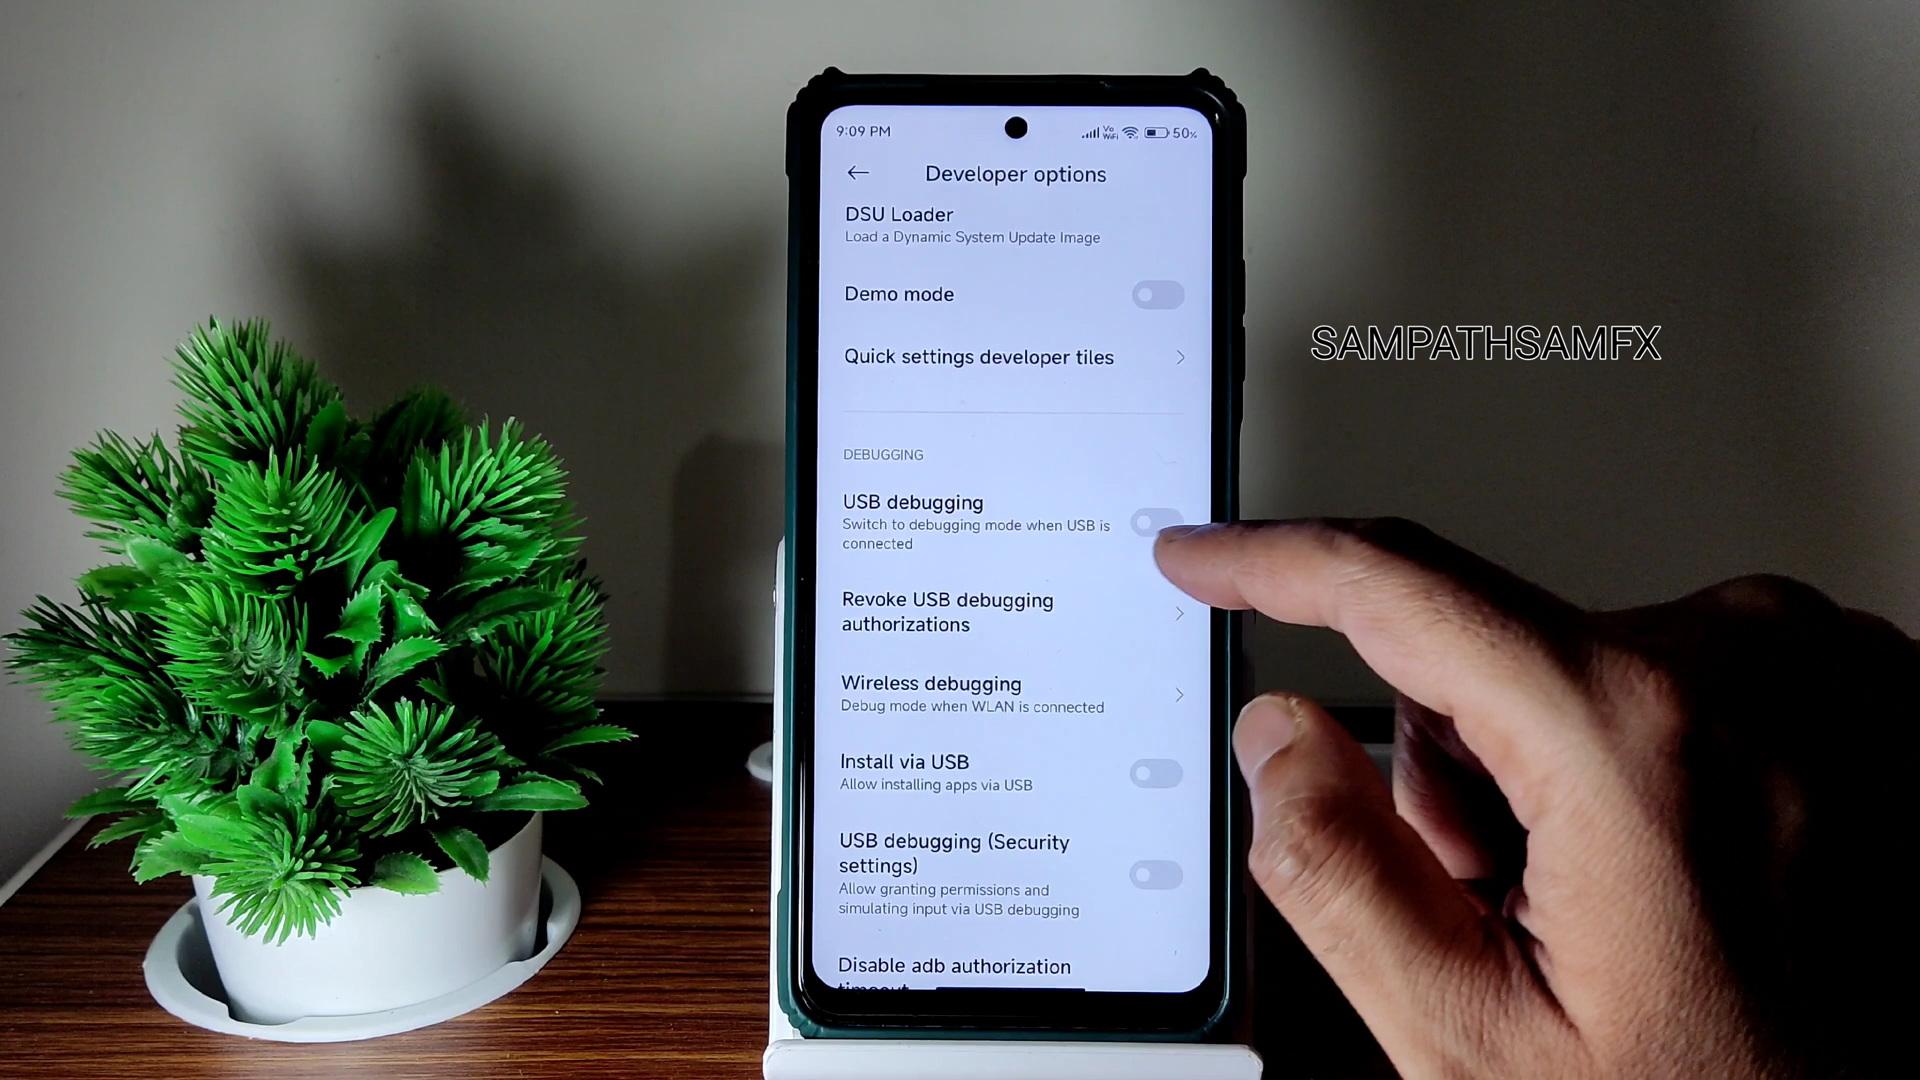 9:09 PM
Vo
WiFi
50%
Developer options
DSU Loader
Load a Dynamic System Update Image
Demo mode
Quick settings developer tiles
SAMPATHSAMFX
DEBUGGING
USB debugging
Switch to debugging mode when USB is
connected
Revoke USB debugging
authorizations
Wireless debugging
Debug mode when WLAN is connected
Install via USB
Allow installing apps via USB
USB debugging (Security
settings)
Allow granting permissions and
simulating input via USB debugging
Disable adb authorization
timeout